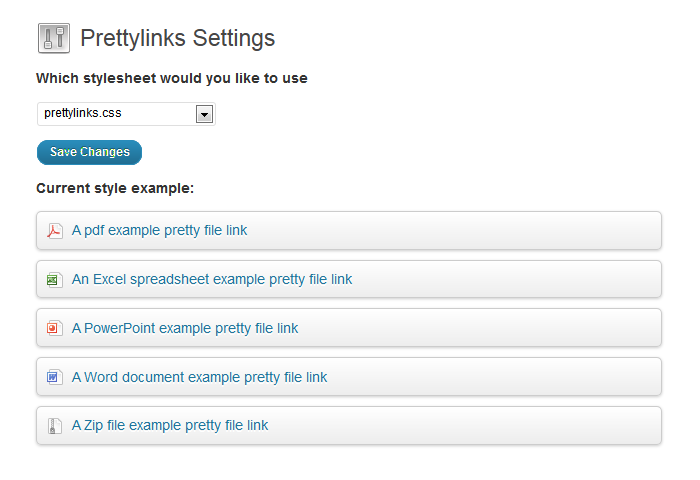 Prettylinks Settings
Which stylesheet would you like to use
prettylinks.css
Save Changes
Current style example:
A pdf example pretty file link
An Excel spreadsheet example pretty file link
A PowerPoint example pretty file link
A Word document example pretty file link
A Zip file example pretty file link